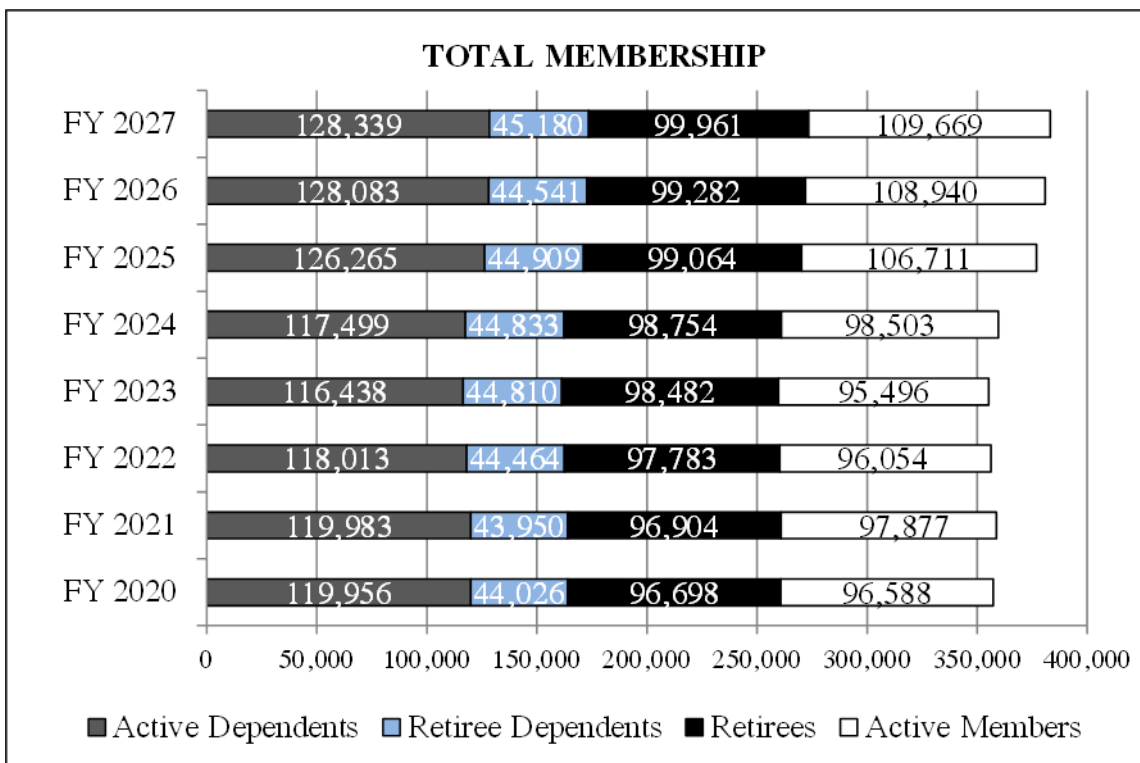 TOTAL MEMBERSHIP
FY 2027 128,339 45,180 99,961 109,669
FY 2026 128,083 44,541 99,282 108,940
FY 2025 126,265 44,909 99,064 106,711
FY 2024 117,499 44,833 98,754 98,503
FY 2023 116,438 44,810 98,482 95,496
FY 2022 118,013 44,464 97,783 96,054
FY 2021 119,983 43,950 96,904 97,877
FY 2020 119,956 44,026 96,698 96,588
0 50,000 100,000 150,000 200,000 250,000 300,000 350,000 400,000
Active Dependents Retiree Dependents Retirees Active Members